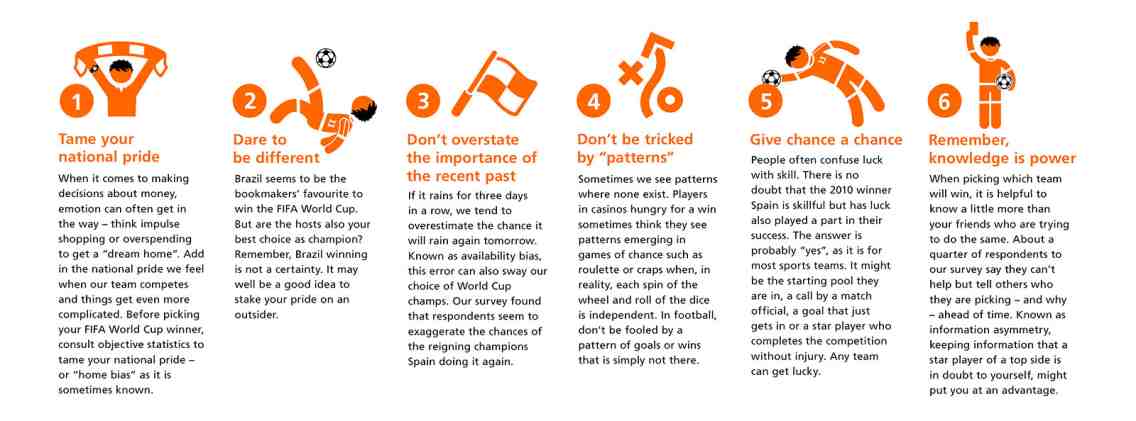 1
Tame your
national pride
When it comes to making
decisions about money,
emotion can often get in
the way – think impulse
shopping or overspending
to get a “dream home”. Add
in the national pride we feel
when our team competes
and things get even more
complicated. Before picking
your FIFA World Cup winner,
consult objective statistics to
tame your national pride –
or “home bias” as it is
sometimes known.
2
Dare to
be different
Brazil seems to be the
bookmakers’ favourite to
win the FIFA World Cup.
But are the hosts also your
best choice as champion?
Remember, Brazil winning
is not a certainty. It may
well be a good idea to
stake your pride on an
outsider.
3
Don’t overstate
the importance of
the recent past
If it rains for three days
in a row, we tend to
overestimate the chance it
will rain again tomorrow.
Known as availability bias,
this error can also sway our
choice of World Cup
champs. Our survey found
that respondents seem to
exaggerate the chances of
the reigning champions
Spain doing it again.
4
Don’t be tricked
by “patterns”
Sometimes we see patterns
where none exist. Players
in casinos hungry for a win
sometimes think they see
patterns emerging in
games of chance such as
roulette or craps when, in
reality, each spin of the
wheel and roll of the dice
is independent. In football,
don’t be fooled by a
pattern of goals or wins
that is simply not there.
5
Give chance a chance
People often confuse luck
with skill. There is no
doubt that the 2010 winner
Spain is skillful but has luck
also played a part in their
success. The answer is
probably “yes”, as it is for
most sports teams. It might
be the starting pool they
are in, a call by a match
official, a goal that just
gets in or a star player who
completes the competition
without injury. Any team
can get lucky.
6
Remember,
knowledge is power
When picking which team
will win, it is helpful to
know a little more than
your friends who are trying
to do the same. About a
quarter of respondents to
our survey say they can’t
help but tell others who
they are picking – and why
– ahead of time. Known as
information asymmetry,
keeping information that a
star player of a top side is
in doubt to yourself, might
put you at an advantage.